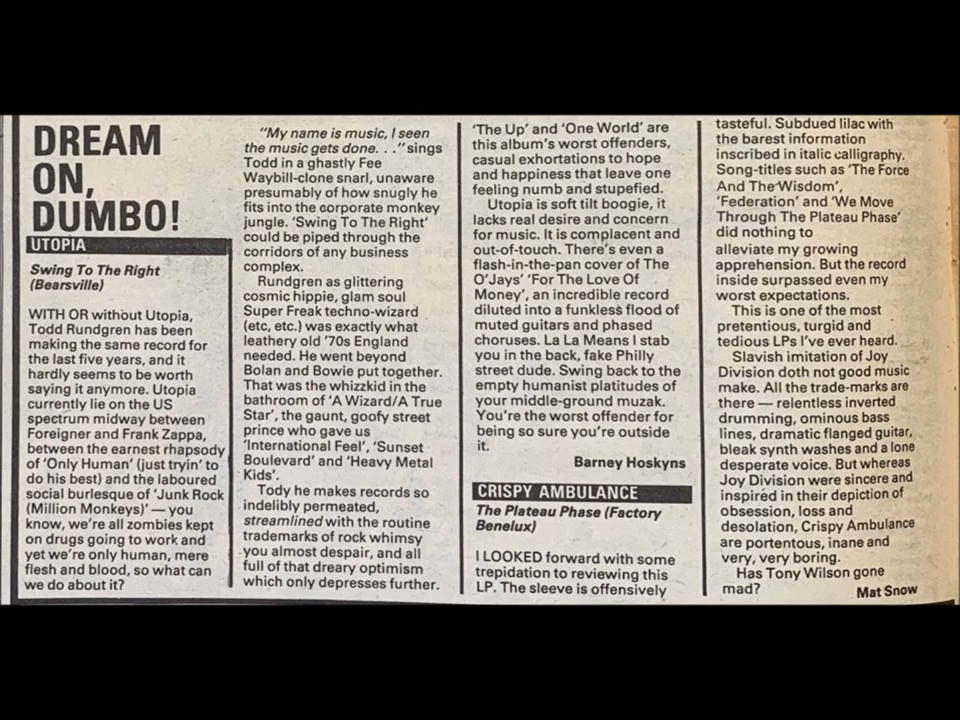 DREAM
ON,
DUMBO!
UTOPIA
Swing To The Right
(Bearsville)
WITH OR without Utopia,
Todd Rundgren has been
making the same record for
the last five years, and it
hardly seems to be worth
saying it anymore. Utopia
currently lie on the US
spectrum midway between
Foreigner and Frank Zappa,
between the earnest rhapsody
of 'Only Human' (just tryin' to
do his best) and the laboured
social burlesque of 'Junk Rock
(Million Monkeys)' — you
know, we're all zombies kept
on drugs going to work and
yet we're only human, mere
flesh and blood, so what can
we do about it?
"My name is music, I seen
the music gets done. . ." sings
Todd in a ghastly Fee
Waybill-clone snarl, unaware
presumably of how snugly he
fits into the corporate monkey
jungle. 'Swing To The Right'
could be piped through the
corridors of any business
complex.
Rundgren as glittering
cosmic hippie, glam soul
Super Freak techno-wizard
(etc, etc.) was exactly what
leathery old '70s England
needed. He went beyond
Bolan and Bowie put together.
That was the whizzkid in the
bathroom of 'A Wizard/A True
Star', the gaunt, goofy street
prince who gave us
'International Feel', 'Sunset
Boulevard' and 'Heavy Metal
Kids'.
Tody he makes records so
indelibly permeated,
streamlined with the routine
trademarks of rock whimsy
you almost despair, and all
full of that dreary optimism
which only depresses further.
'The Up' and 'One World' are
this album's worst offenders,
casual exhortations to hope
and happiness that leave one
feeling numb and stupefied.
Utopia is soft tilt boogie, it
lacks real desire and concern
for music. It is complacent and
out-of-touch. There's even a
flash-in-the-pan cover of The
O'Jays' 'For The Love Of
Money', an incredible record
diluted into a funkless flood of
muted guitars and phased
choruses. La La Means I stab
you in the back, fake Philly
street dude. Swing back to the
empty humanist platitudes of
your middle-ground muzak.
You're the worst offender for
being so sure you're outside
it.
Barney Hoskyns
CRISPY AMBULANCE
The Plateau Phase (Factory
Benelux)
I LOOKED forward with some
trepidation to reviewing this
LP. The sleeve is offensively
tasteful. Subdued lilac with
the barest information
inscribed in italic calligraphy.
Song-titles such as 'The Force
And The Wisdom',
'Federation' and 'We Move
Through The Plateau Phase'
did nothing to
alleviate my growing
apprehension. But the record
inside surpassed even my
worst expectations.
This is one of the most
pretentious, turgid and
tedious LPs I've ever heard.
Slavish imitation of Joy
Division doth not good music
make. All the trade-marks are
there — relentless inverted
drumming, ominous bass
lines, dramatic flanged guitar,
bleak synth washes and a lone
desperate voice. But whereas
Joy Division were sincere and
inspired in their depiction of
obsession, loss and
desolation, Crispy Ambulance
are portentous, inane and
very, very boring.
Has Tony Wilson gone
mad?
Mat Snow